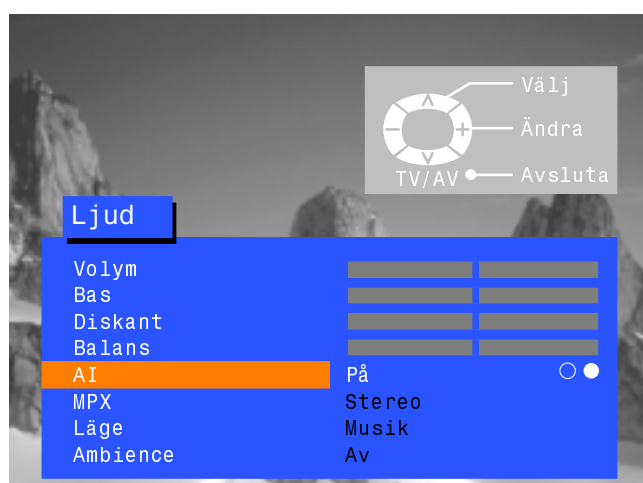 Välj
Ändra
TV/AV Avsluta
Ljud
Volym
Bas
Diskant
Balans
AI På
MPX Stereo
Läge Musik
Ambience Av